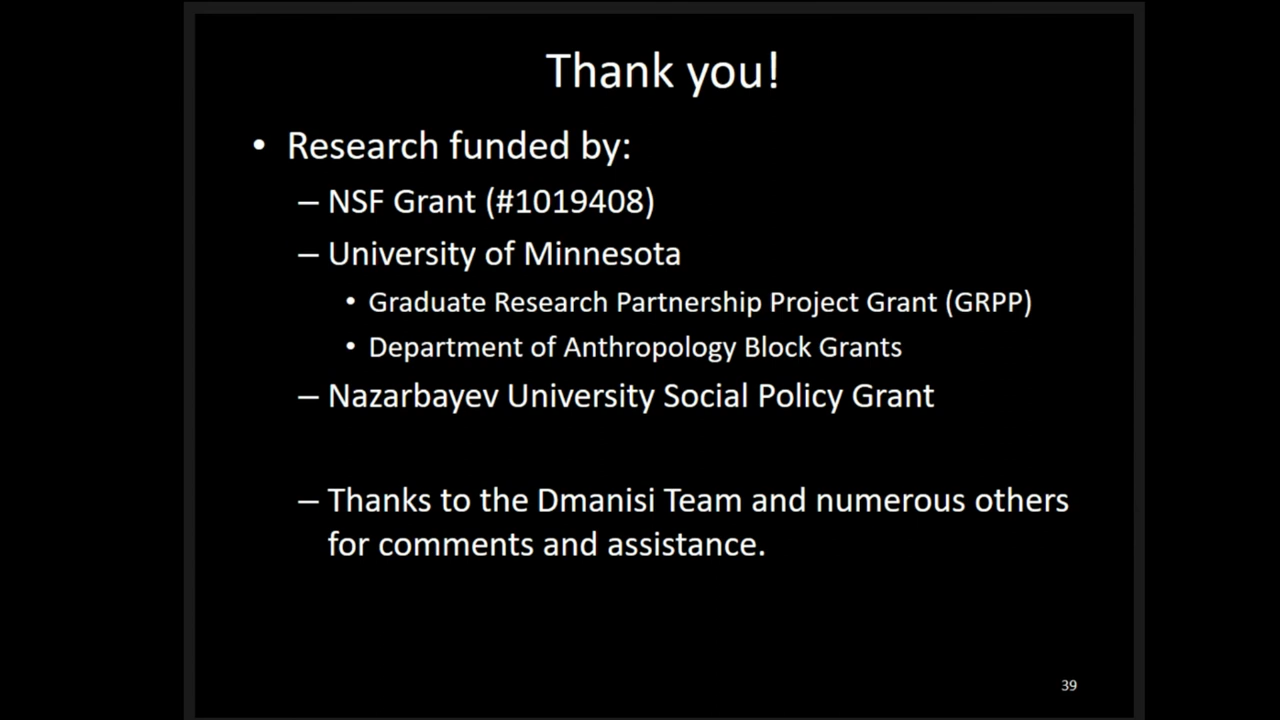 Thank you!
• Research funded by:
– NSF Grant (#1019408)
– University of Minnesota
• Graduate Research Partnership Project Grant (GRPP)
• Department of Anthropology Block Grants
– Nazarbayev University Social Policy Grant
– Thanks to the Dmanisi Team and numerous others
for comments and assistance.
39